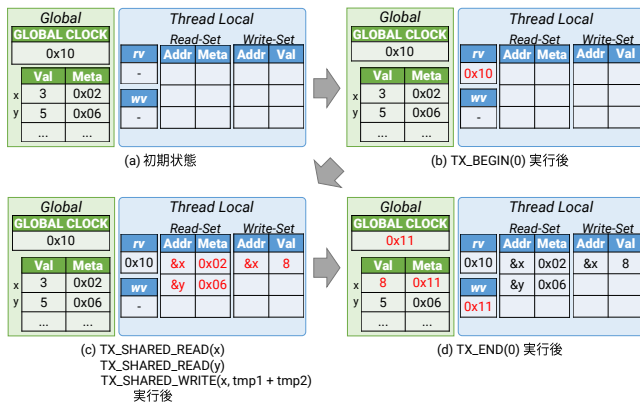 Global
GLOBAL CLOCK
0x10
Val Meta
x 3 0x02
y 5 0x06
... ...
Thread Local
Read-Set Write-Set
rv Addr Meta Addr Val
-
wv
-
(a) 初期状態
Global
GLOBAL CLOCK
0x10
Val Meta
x 3 0x02
y 5 0x06
... ...
Thread Local
Read-Set Write-Set
rv Addr Meta Addr Val
0x10
wv
-
(b) TX_BEGIN(0) 実行後
Global
GLOBAL CLOCK
0x10
Val Meta
x 3 0x02
y 5 0x06
... ...
Thread Local
Read-Set Write-Set
rv Addr Meta Addr Val
0x10 &x 0x02 &x 8
wv &y 0x06
-
(c) TX_SHARED_READ(x)
TX_SHARED_READ(y)
TX_SHARED_WRITE(x, tmp1 + tmp2)
実行後
Global
GLOBAL CLOCK
0x11
Val Meta
x 8 0x11
y 5 0x06
... ...
Thread Local
Read-Set Write-Set
rv Addr Meta Addr Val
0x10 &x 0x02 &x 8
wv &y 0x06
0x11
(d) TX_END(0) 実行後